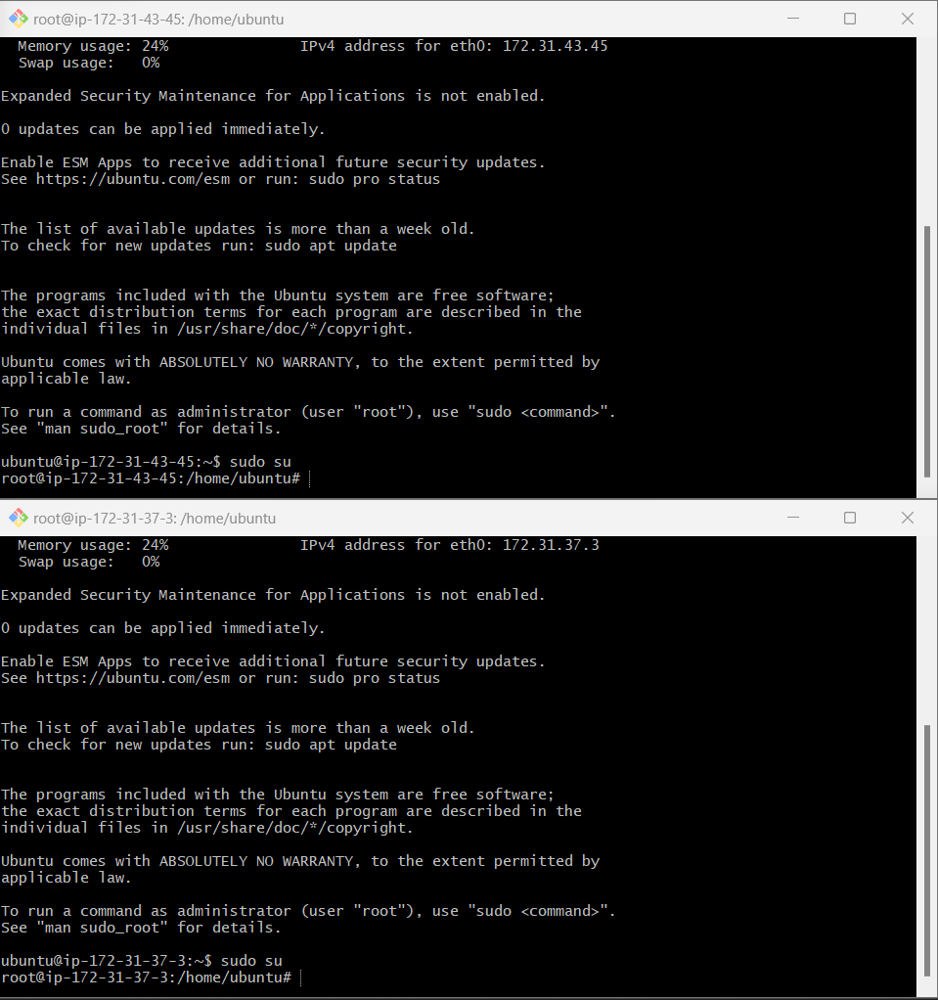 root@ip-172-31-43-45: /home/ubuntu
Memory usage: 24% IPv4 address for eth0: 172.31.43.45
Swap usage: 0%
Expanded Security Maintenance for Applications is not enabled.
0 updates can be applied immediately.
Enable ESM Apps to receive additional future security updates.
See https://ubuntu.com/esm or run: sudo pro status
The list of available updates is more than a week old.
To check for new updates run: sudo apt update
The programs included with the Ubuntu system are free software;
the exact distribution terms for each program are described in the
individual files in /usr/share/doc/*/copyright.
Ubuntu comes with ABSOLUTELY NO WARRANTY, to the extent permitted by
applicable law.
To run a command as administrator (user "root"), use "sudo <command>".
See "man sudo_root" for details.
ubuntu@ip-172-31-43-45:~$ sudo su
root@ip-172-31-43-45:/home/ubuntu#
root@ip-172-31-37-3: /home/ubuntu
Memory usage: 24% IPv4 address for eth0: 172.31.37.3
Swap usage: 0%
Expanded Security Maintenance for Applications is not enabled.
0 updates can be applied immediately.
Enable ESM Apps to receive additional future security updates.
See https://ubuntu.com/esm or run: sudo pro status
The list of available updates is more than a week old.
To check for new updates run: sudo apt update
The programs included with the Ubuntu system are free software;
the exact distribution terms for each program are described in the
individual files in /usr/share/doc/*/copyright.
Ubuntu comes with ABSOLUTELY NO WARRANTY, to the extent permitted by
applicable law.
To run a command as administrator (user "root"), use "sudo <command>".
See "man sudo_root" for details.
ubuntu@ip-172-31-37-3:~$ sudo su
root@ip-172-31-37-3:/home/ubuntu#